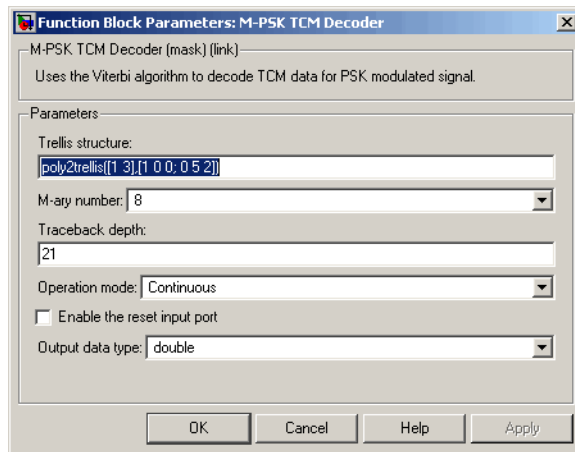 Function Block Parameters: M-PSK TCM Decoder
M-PSK TCM Decoder (mask) (link)
Uses the Viterbi algorithm to decode TCM data for PSK modulated signal.
Parameters
Trellis structure:
poly2trellis([1 3],[1 0 0; 0 5 2])
M-ary number: 8
Traceback depth:
21
Operation mode: Continuous
Enable the reset input port
Output data type: double
OK Cancel Help Apply